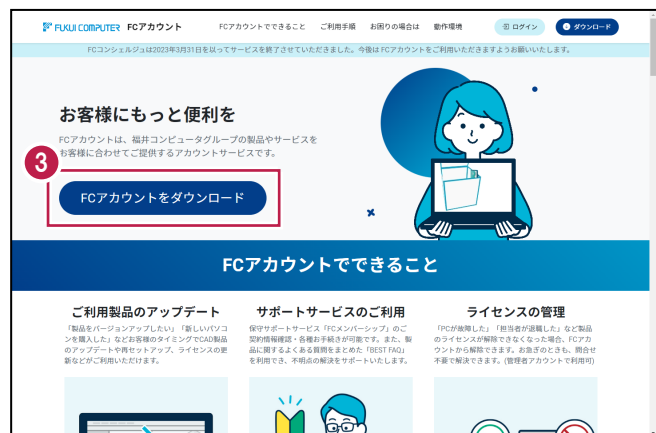 FUKUI COMPUTER FCアカウント FCアカウントでできること ご利用手順 お困りの場合は 動作環境 ログイン ダウンロード
FCコンシェルジュは2023年3月31日を以ってサービスを終了させていただきました。今後はFCアカウントをご利用いただきますようお願いいたします。
お客様にもっと便利を
FCアカウントは、福井コンピュータグループの製品やサービスを
お客様に合わせてご提供するアカウントサービスです。
3
FCアカウントをダウンロード
FCアカウントでできること
ご利用製品のアップデート
「製品をバージョンアップしたい」「新しいパソコ
ンを購入した」などお客様のタイミングでCAD製品
のアップデートや再セットアップ、ライセンスの更
新などがご利用いただけます。
サポートサービスのご利用
保守サポートサービス「FCメンバーシップ」のご
契約情報確認・各種お手続きが可能です。また、製
品に関するよくある質問をまとめた「BEST FAQ」
を利用でき、不明点の解決をサポートいたします。
ライセンスの管理
「PCが故障した」「担当者が退職した」など製品
のライセンスが解除できなくなった場合、FCアカ
ウントから解除できます。お急ぎのときも、問合せ
不要で解決できます。(管理者アカウントで利用可)